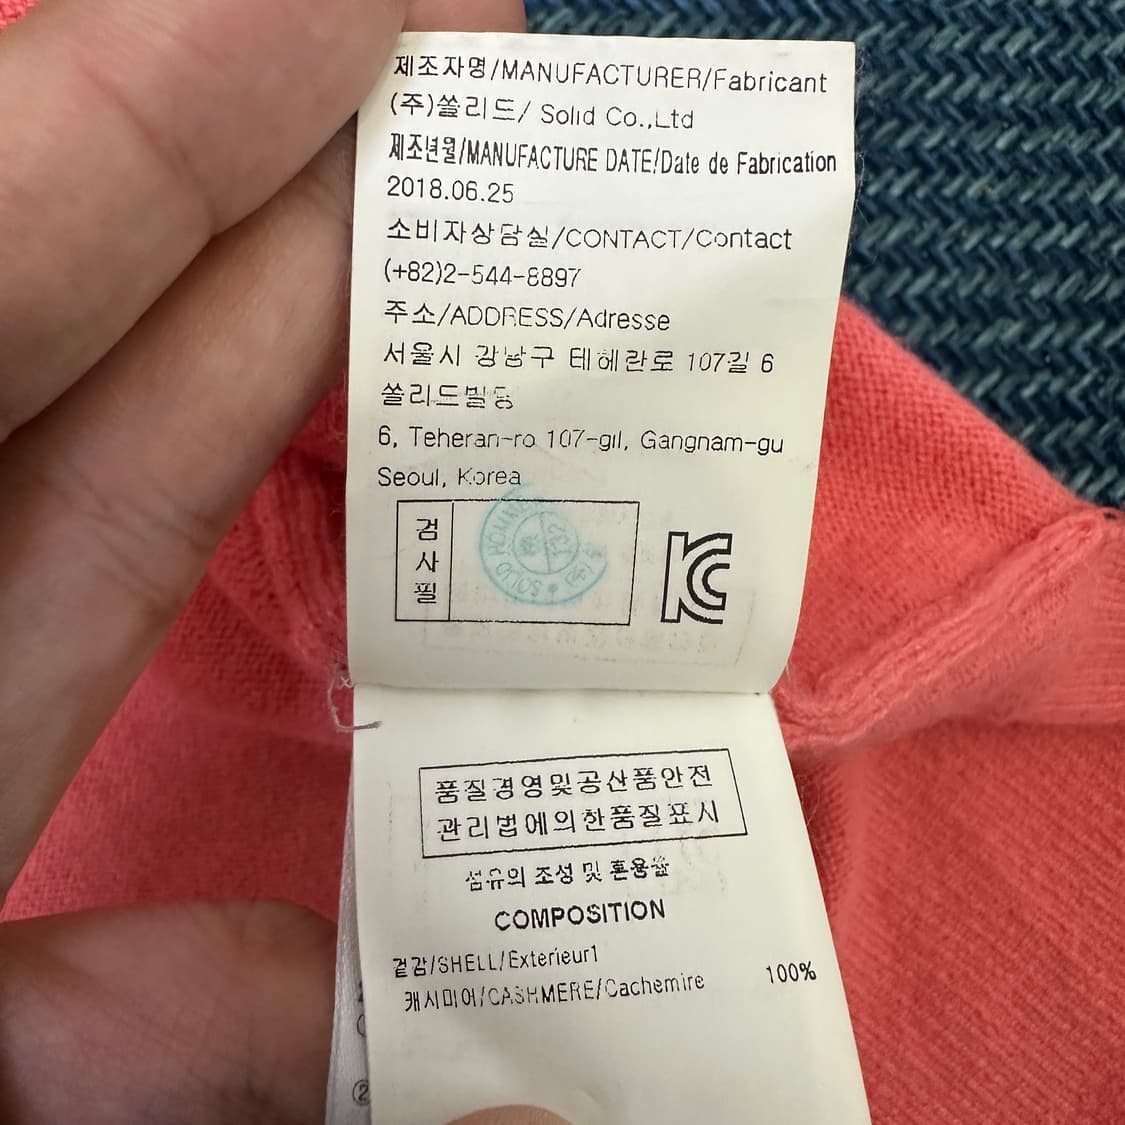 제조자명/MANUFACTURER/Fabricant
(주)쏠리드/ Solid Co.,Ltd
제조년월/MANUFACTURE DATE/Date de Fabrication
2018.06.25
소비자상담실/CONTACT/Contact
(+82)2-544-8897
주소/ADDRESS/Adresse
서울시 강남구 테헤란로 107길 6
쏠리드빌딩
6, Teheran-ro 107-gil, Gangnam-gu
Seoul, Korea
검사필
SOLID HOMME
KC
품질경영및공산품안전
관리법에의한품질표시
섬유의 조성 및 혼용율
COMPOSITION
겉감/SHELL/Exterieur1
캐시미어/CASHMERE/Cachemire 100%
②